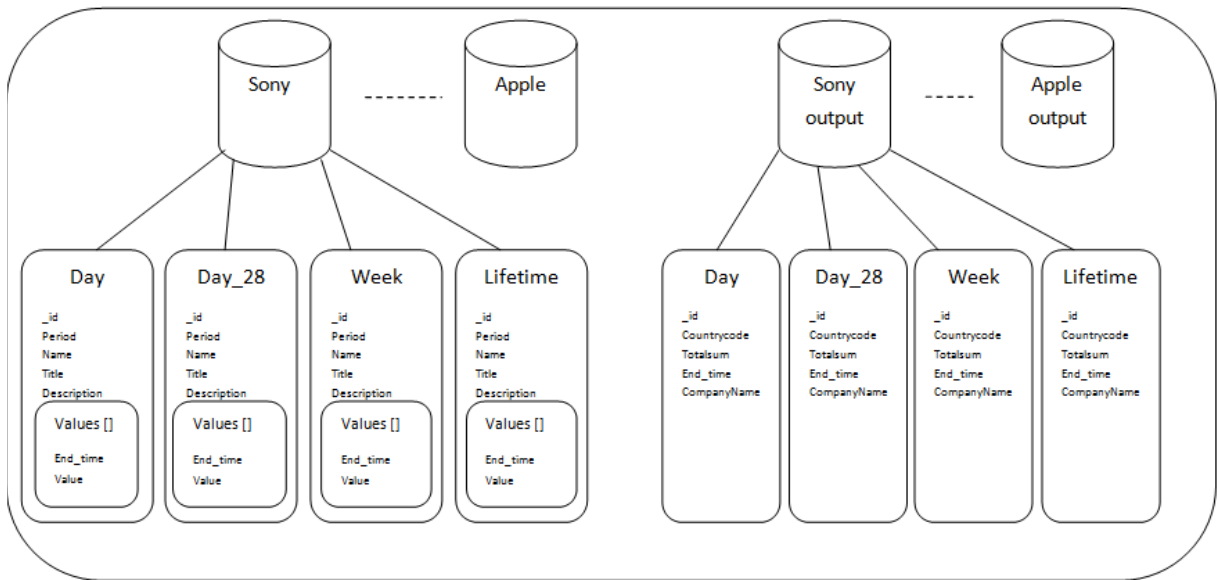 Sony
Apple
Sony
output
Apple
output
Day
_id
Period
Name
Title
Description
Values []
End_time
Value
Day_28
_id
Period
Name
Title
Description
Values []
End_time
Value
Week
_id
Period
Name
Title
Description
Values []
End_time
Value
Lifetime
_id
Period
Name
Title
Description
Values []
End_time
Value
Day
_id
Countrycode
Totalsum
End_time
CompanyName
Day_28
_id
Countrycode
Totalsum
End_time
CompanyName
Week
_id
Countrycode
Totalsum
End_time
CompanyName
Lifetime
_id
Countrycode
Totalsum
End_time
CompanyName